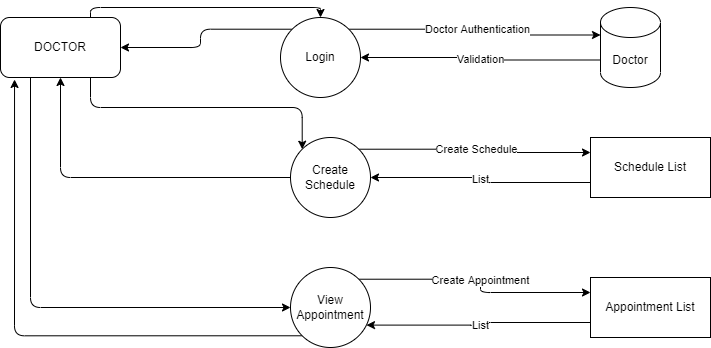 DOCTOR
Login
Doctor Authentication
Validation
Doctor
Create
Schedule
Create Schedule
List
Schedule List
View
Appointment
Create Appointment
List
Appointment List